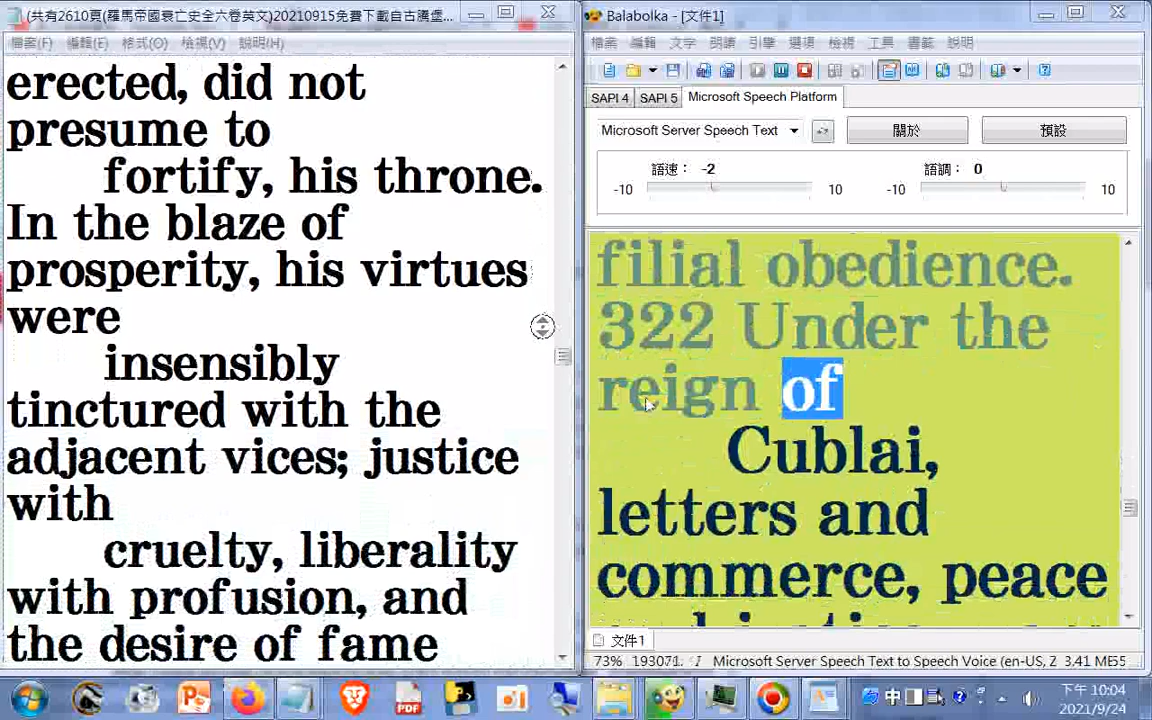 (共有2610頁(羅馬帝國衰亡史全六卷英文)20210915免費下載自古騰堡...
檔案(F) 編輯(E) 格式(O) 檢視(V) 說明(H)
erected, did not
presume to
fortify, his throne.
In the blaze of
prosperity, his virtues
were
insensibly
tinctured with the
adjacent vices; justice
with
cruelty, liberality
with profusion, and
the desire of fame
Balabolka - [文件1]
檔案 編輯 文字 朗讀 引擎 選項 檢視 工具 書籤 說明
SAPI 4 SAPI 5 Microsoft Speech Platform
Microsoft Server Speech Text 關於 預設
語速： -2 語調： 0
-10 10 -10 10
filial obedience.
322 Under the
reign of
Cublai,
letters and
commerce, peace
文件1
73% 193071. Microsoft Server Speech Text to Speech Voice (en-US, Z 3,41 ME55
中 下午 10:04
2021/9/24